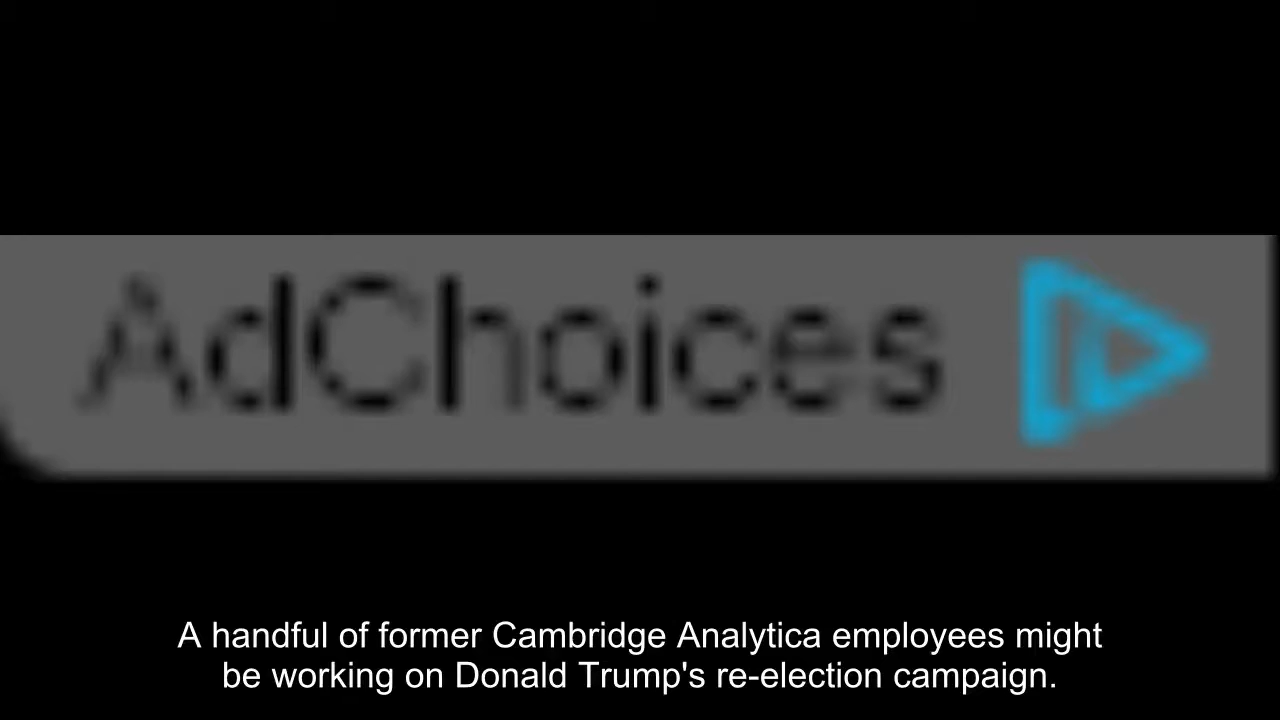 AdChoices
A handful of former Cambridge Analytica employees might
be working on Donald Trump's re-election campaign.